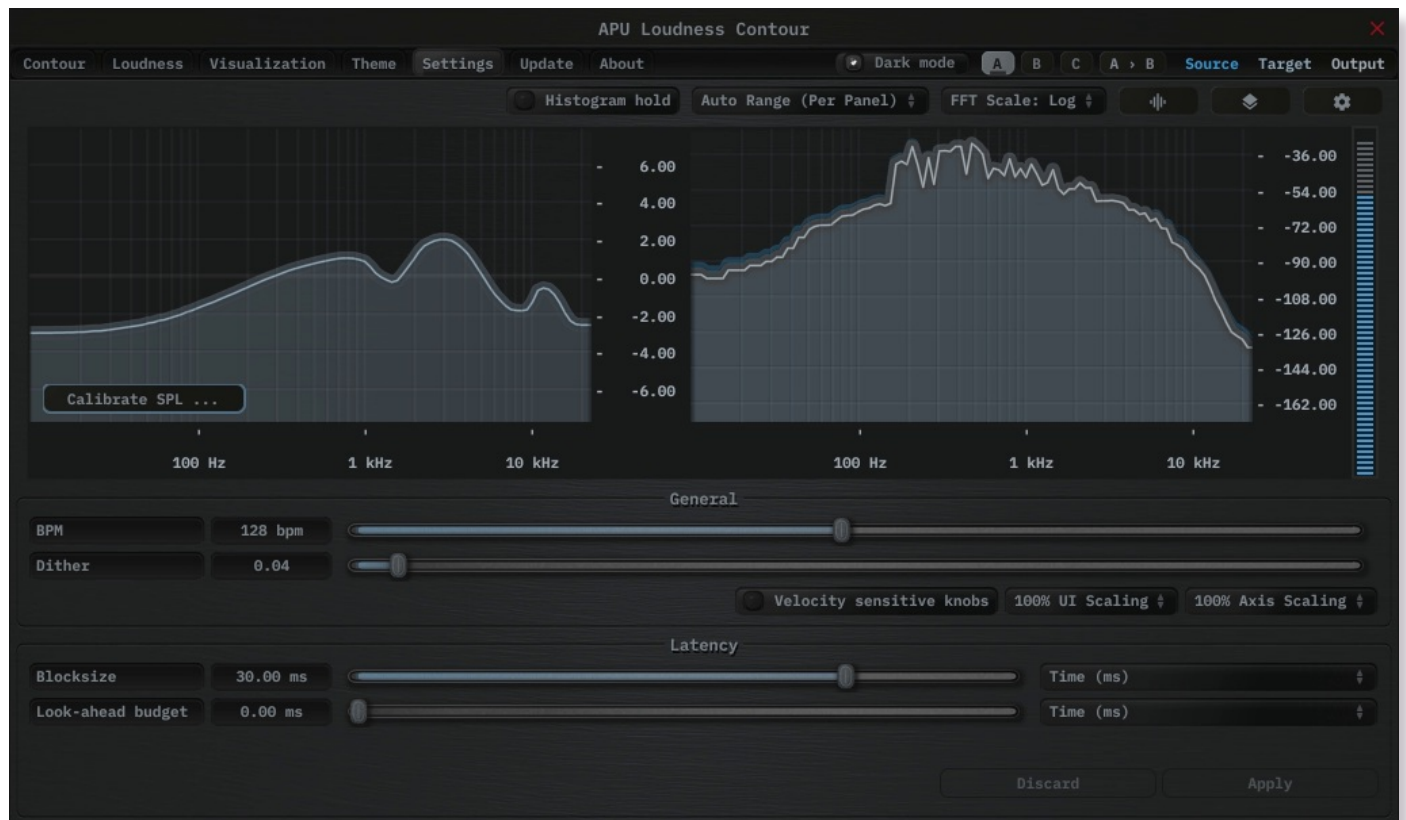 APU Loudness Contour
Contour Loudness Visualization Theme Settings Update About Dark mode A B C A › B Source Target Output
Histogram hold Auto Range (Per Panel) FFT Scale: Log
6.00
4.00
2.00
0.00
-2.00
-4.00
-6.00
Calibrate SPL ...
100 Hz 1 kHz 10 kHz
-36.00
-54.00
-72.00
-90.00
-108.00
-126.00
-144.00
-162.00
100 Hz 1 kHz 10 kHz
General
BPM 128 bpm
Dither 0.04
Velocity sensitive knobs 100% UI Scaling 100% Axis Scaling
Latency
Blocksize 30.00 ms Time (ms)
Look-ahead budget 0.00 ms Time (ms)
Discard Apply